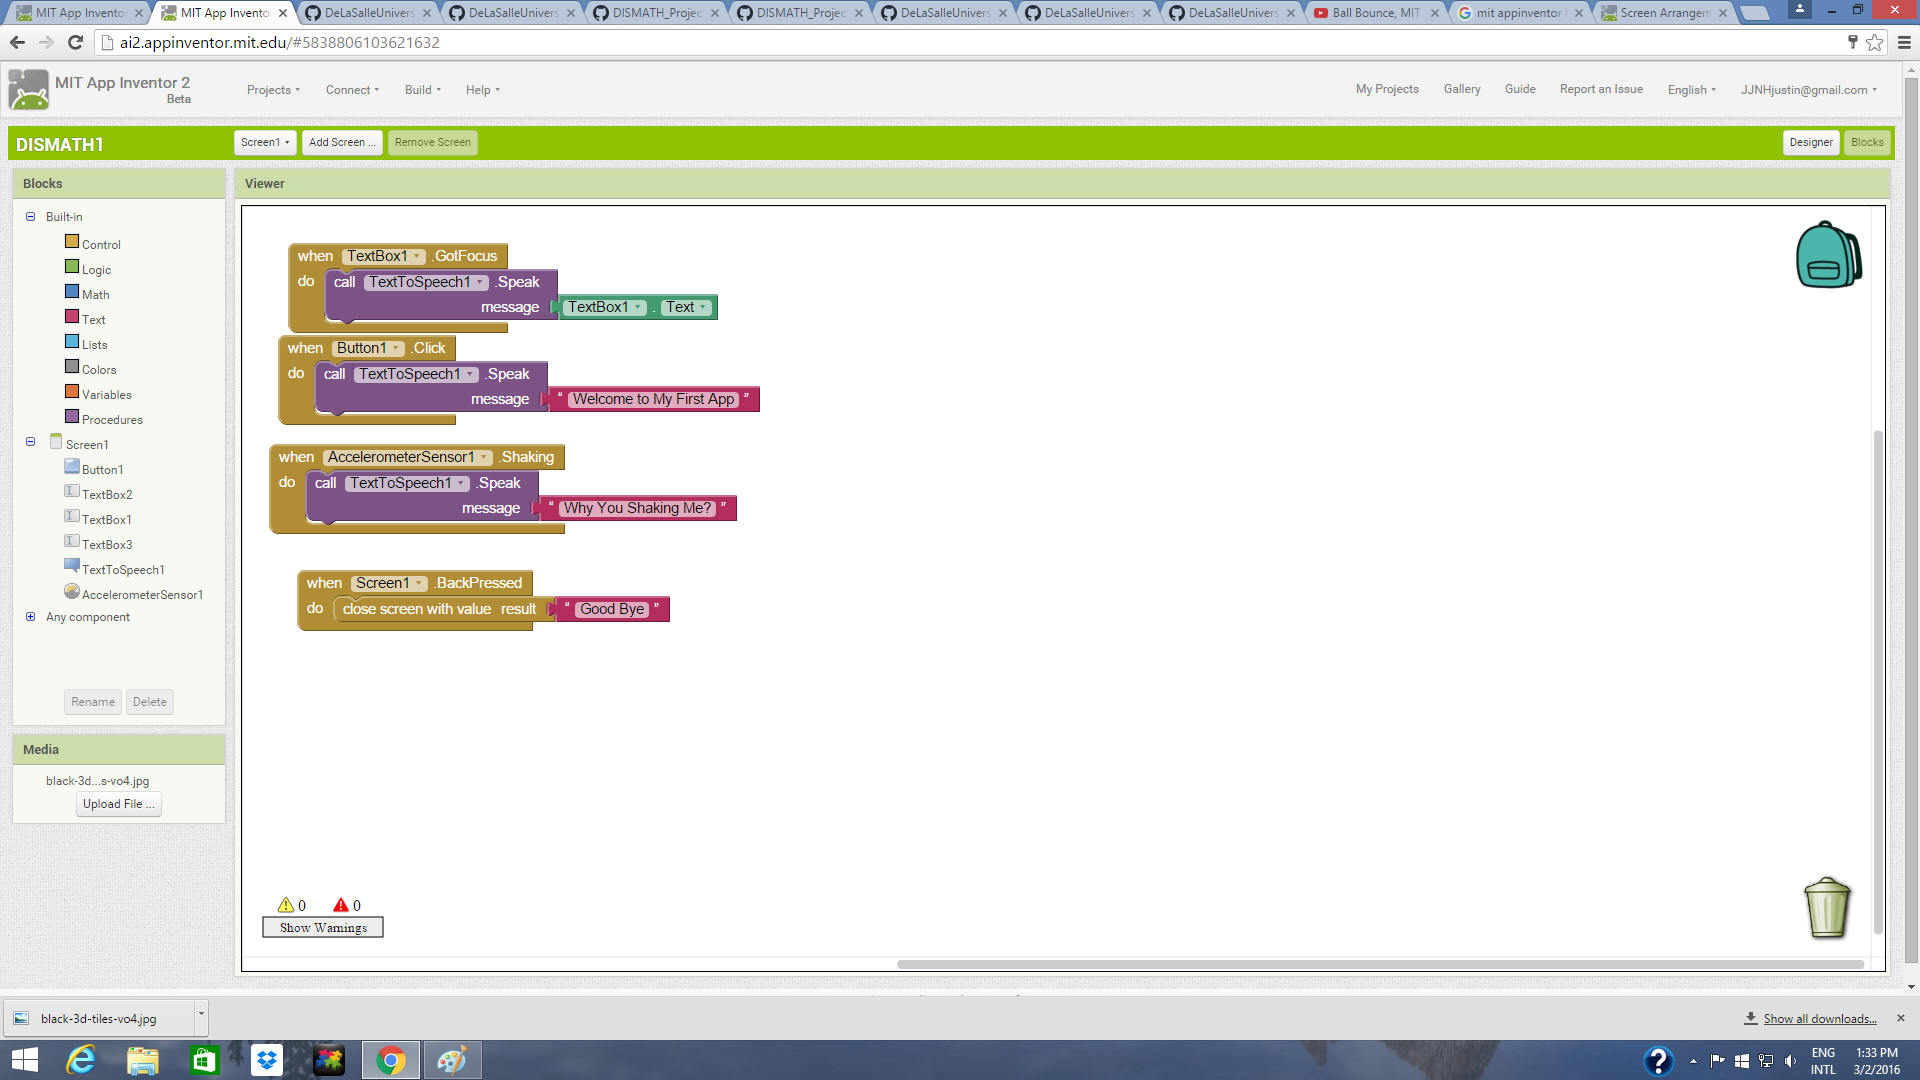 MIT App Invento
MIT App Invento
DeLaSalleUnivers
DeLaSalleUnivers
DISMATH_Projec
DISMATH_Projec
DeLaSalleUnivers
DeLaSalleUnivers
DeLaSalleUnivers
Ball Bounce, MIT
mit appinventor
Screen Arrangem
ai2.appinventor.mit.edu/#5838806103621632
MIT App Inventor 2
Beta
Projects Connect Build Help
My Projects Gallery Guide Report an Issue English JJNHjustin@gmail.com
DISMATH1
Screen1 Add Screen ... Remove Screen
Designer Blocks
Blocks
Built-in
Control
Logic
Math
Text
Lists
Colors
Variables
Procedures
Screen1
Button1
TextBox2
TextBox1
TextBox3
TextToSpeech1
AccelerometerSensor1
Any component
Rename Delete
Media
black-3d...s-vo4.jpg
Upload File ...
Viewer
when TextBox1 .GotFocus
do call TextToSpeech1 .Speak
message TextBox1 . Text
when Button1 .Click
do call TextToSpeech1 .Speak
message " Welcome to My First App "
when AccelerometerSensor1 .Shaking
do call TextToSpeech1 .Speak
message " Why You Shaking Me? "
when Screen1 .BackPressed
do close screen with value result " Good Bye "
0 0
Show Warnings
black-3d-tiles-vo4.jpg
Show all downloads...
ENG 1:33 PM
INTL 3/2/2016